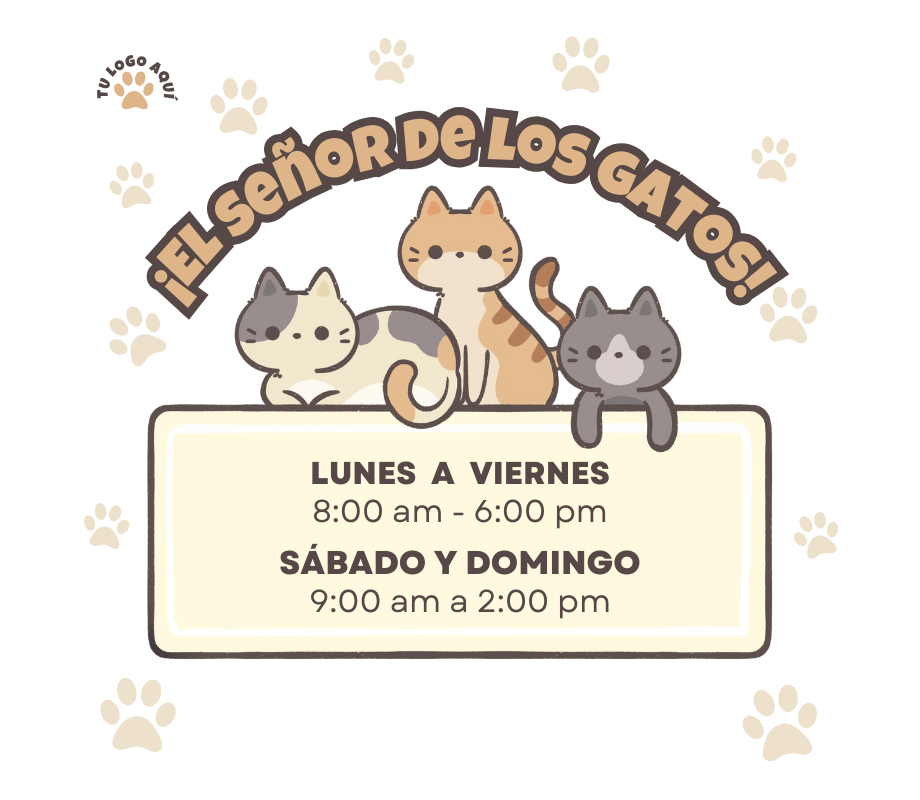 TU LOGO AQUÍ
¡EL SEÑOR DE LOS GATOS!
LUNES A VIERNES
8:00 am - 6:00 pm
SÁBADO Y DOMINGO
9:00 am a 2:00 pm